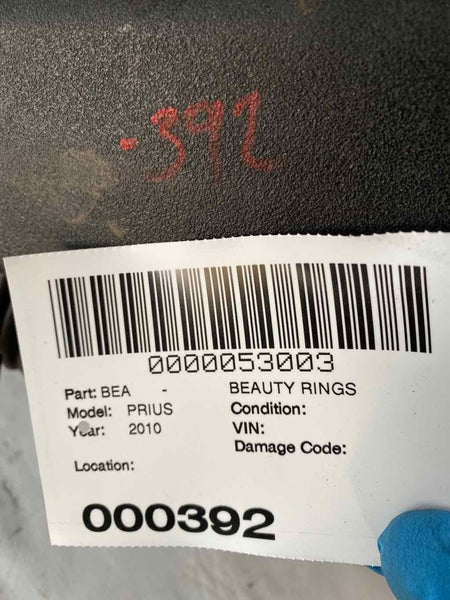 -392
0000053003
Part: BEA - BEAUTY RINGS
Model: PRIUS Condition:
Year: 2010 VIN:
Damage Code:
Location:
000392